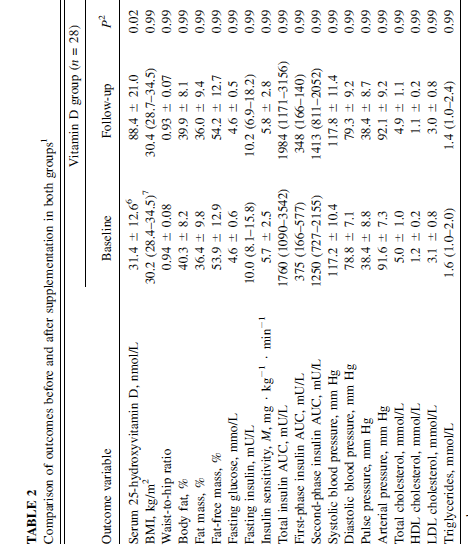 TABLE 2
Comparison of outcomes before and after supplementation in both groups¹
Vitamin D group (n = 28)
Outcome variable Baseline Follow-up P²
Serum 25-hydroxyvitamin D, nmol/L 31.4 ± 12.6⁶ 88.4 ± 21.0 0.02
BMI, kg/m² 30.2 (28.4–34.5)⁷ 30.4 (28.7–34.5) 0.99
Waist-to-hip ratio 0.94 ± 0.08 0.93 ± 0.07 0.99
Body fat, % 40.3 ± 8.2 39.9 ± 8.1 0.99
Fat mass, % 36.4 ± 9.8 36.0 ± 9.4 0.99
Fat-free mass, % 53.9 ± 12.9 54.2 ± 12.7 0.99
Fasting glucose, mmo/L 4.6 ± 0.6 4.6 ± 0.5 0.99
Fasting insulin, mU/L 10.0 (8.1–15.8) 10.2 (6.9–18.2) 0.99
Insulin sensitivity, M, mg · kg⁻¹ · min⁻¹ 5.7 ± 2.5 5.8 ± 2.8 0.99
Total insulin AUC, mU/L 1760 (1090–3542) 1984 (1171–3156) 0.99
First-phase insulin AUC, mU/L 375 (166–577) 348 (166–140) 0.99
Second-phase insulin AUC, mU/L 1250 (727–2155) 1413 (811–2052) 0.99
Systolic blood pressure, mm Hg 117.2 ± 10.4 117.8 ± 11.4 0.99
Diastolic blood pressure, mm Hg 78.8 ± 7.1 79.3 ± 9.2 0.99
Pulse pressure, mm Hg 38.4 ± 8.8 38.4 ± 8.7 0.99
Arterial pressure, mm Hg 91.6 ± 7.3 92.1 ± 9.2 0.99
Total cholesterol, mmol/L 5.0 ± 1.0 4.9 ± 1.1 0.99
HDL cholesterol, mmol/L 1.2 ± 0.2 1.1 ± 0.2 0.99
LDL cholesterol, mmol/L 3.1 ± 0.8 3.0 ± 0.8 0.99
Triglycerides, mmol/L 1.6 (1.0–2.0) 1.4 (1.0–2.4) 0.99